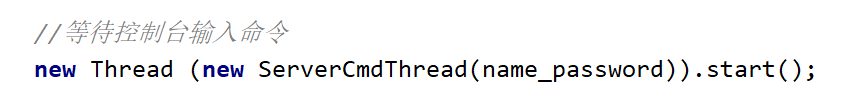 //等待控制台输入命令
new Thread (new ServerCmdThread(name_password)).start();